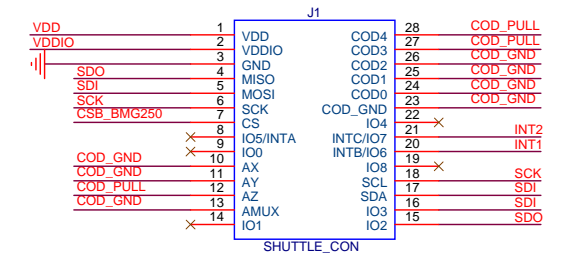 J1
VDD 1 VDD COD4 28 COD_PULL
VDDIO 2 VDDIO COD3 27 COD_PULL
3 GND COD2 26 COD_GND
SDO 4 MISO COD1 25 COD_GND
SDI 5 MOSI COD0 24 COD_GND
SCK 6 SCK COD_GND 23 COD_GND
CSB_BMG250 7 CS IO4 22
8 IO5/INTA INTC/IO7 21 INT2
9 IO0 INTB/IO6 20 INT1
COD_GND 10 AX IO8 19
COD_GND 11 AY SCL 18 SCK
COD_PULL 12 AZ SDA 17 SDI
COD_GND 13 AMUX IO3 16 SDI
14 IO1 IO2 15 SDO
SHUTTLE_CON